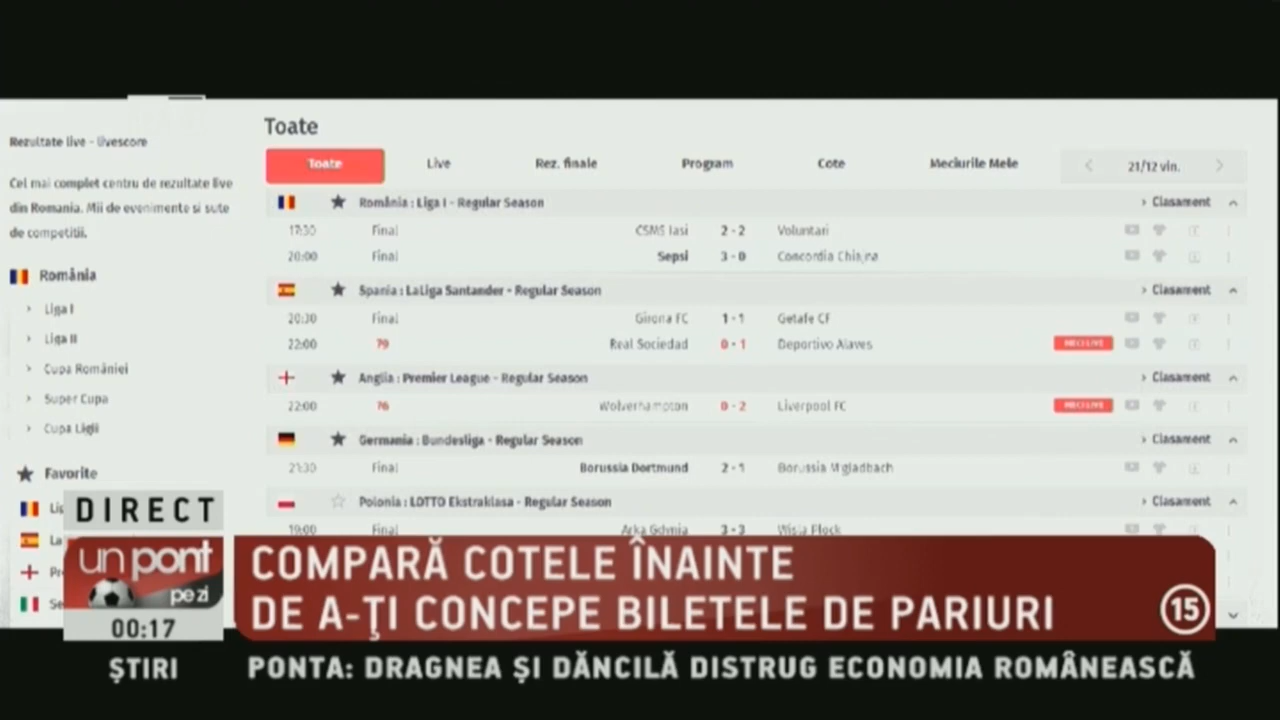 Toate
Rezultate live - livescore
Toate Live Rez. finale Program Cote Meciurile Mele < 21/12 vin. >
Cel mai complet centru de rezultate live
din Romania. Mii de evenimente si sute
de competitii.
România : Liga I - Regular Season Clasament
17:30 Final CSMS Iasi 2 - 2 Voluntari
20:00 Final Sepsi 3 - 0 Concordia Chiajna
România
Liga I
Liga II
Cupa României
Super Cupa
Cupa Ligii
Favorite
Spania : LaLiga Santander - Regular Season Clasament
20:30 Final Girona FC 1 - 1 Getafe CF
22:00 79 Real Sociedad 0 - 1 Deportivo Alaves
Anglia : Premier League - Regular Season Clasament
22:00 76 Wolverhampton 0 - 2 Liverpool FC
Germania : Bundesliga - Regular Season Clasament
21:30 Final Borussia Dortmund 2 - 1 Borussia M'gladbach
Polonia : LOTTO Ekstraklasa - Regular Season Clasament
19:00 Final Arka Gdynia 3 - 3 Wisla Plock
DIRECT
un pont
pe zi
00:17
COMPARĂ COTELE ÎNAINTE
DE A-ŢI CONCEPE BILETELE DE PARIURI
15
ŞTIRI PONTA: DRAGNEA ŞI DĂNCILĂ DISTRUG ECONOMIA ROMÂNEASCĂ